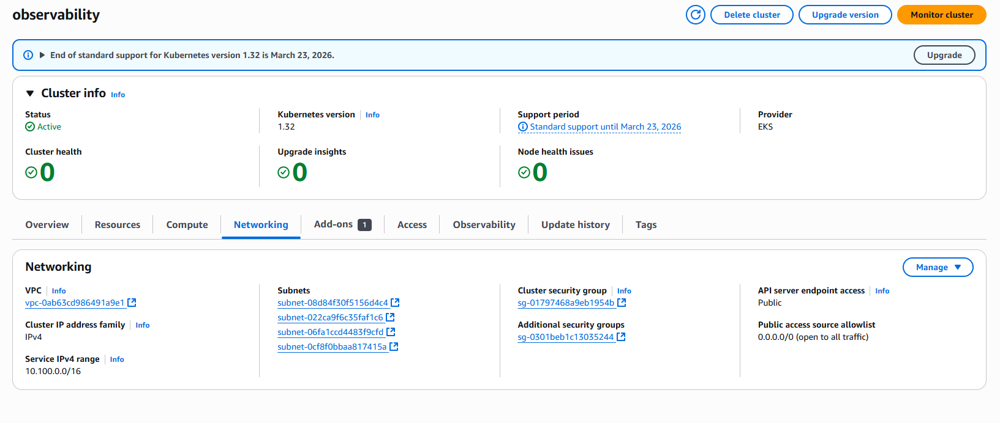 observability
Delete cluster
Upgrade version
Monitor cluster
End of standard support for Kubernetes version 1.32 is March 23, 2026.
Upgrade
Cluster info Info
Status
Active
Kubernetes version Info
1.32
Support period
Standard support until March 23, 2026
Provider
EKS
Cluster health
0
Upgrade insights
0
Node health issues
0
Overview
Resources
Compute
Networking
Add-ons 1
Access
Observability
Update history
Tags
Networking
Manage
VPC Info
vpc-0ab63cd986491a9e1
Cluster IP address family Info
IPv4
Service IPv4 range Info
10.100.0.0/16
Subnets
subnet-08d84f30f5156d4c4
subnet-022ca9f6c35faf1c6
subnet-06fa1ccd4483f9cfd
subnet-0cf8f0bbaa817415a
Cluster security group Info
sg-01797468a9eb1954b
Additional security groups
sg-0301beb1c13035244
API server endpoint access Info
Public
Public access source allowlist
0.0.0.0/0 (open to all traffic)